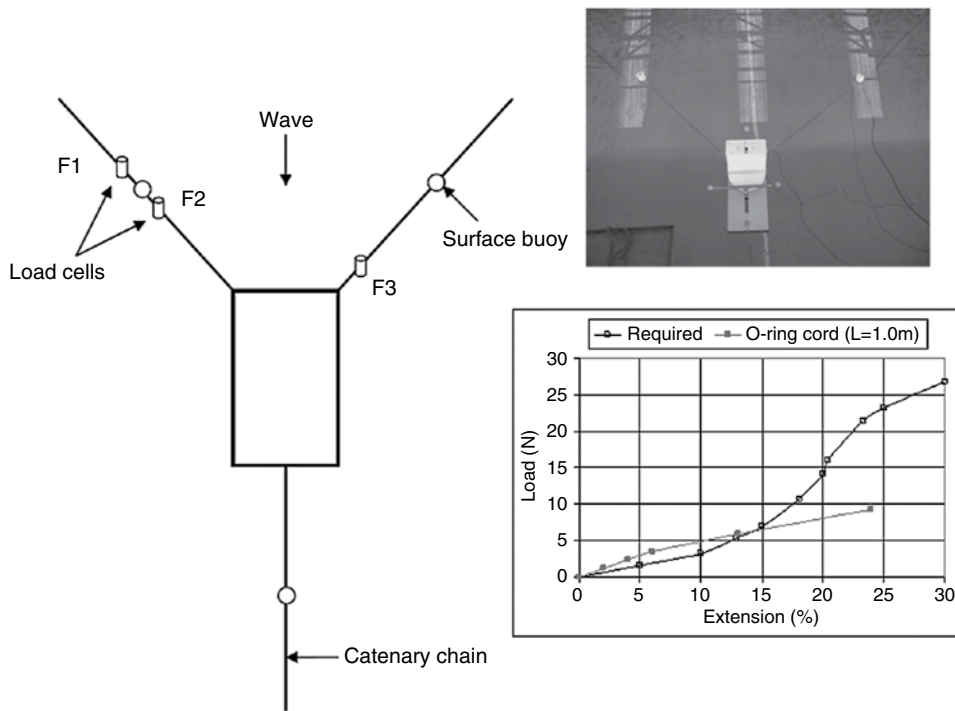 Wave
F1
F2
Load cells
Surface buoy
F3
Catenary chain
Required
O-ring cord (L=1.0m)
30
25
20
15
10
5
0
Load (N)
0 5 10 15 20 25 30
Extension (%)